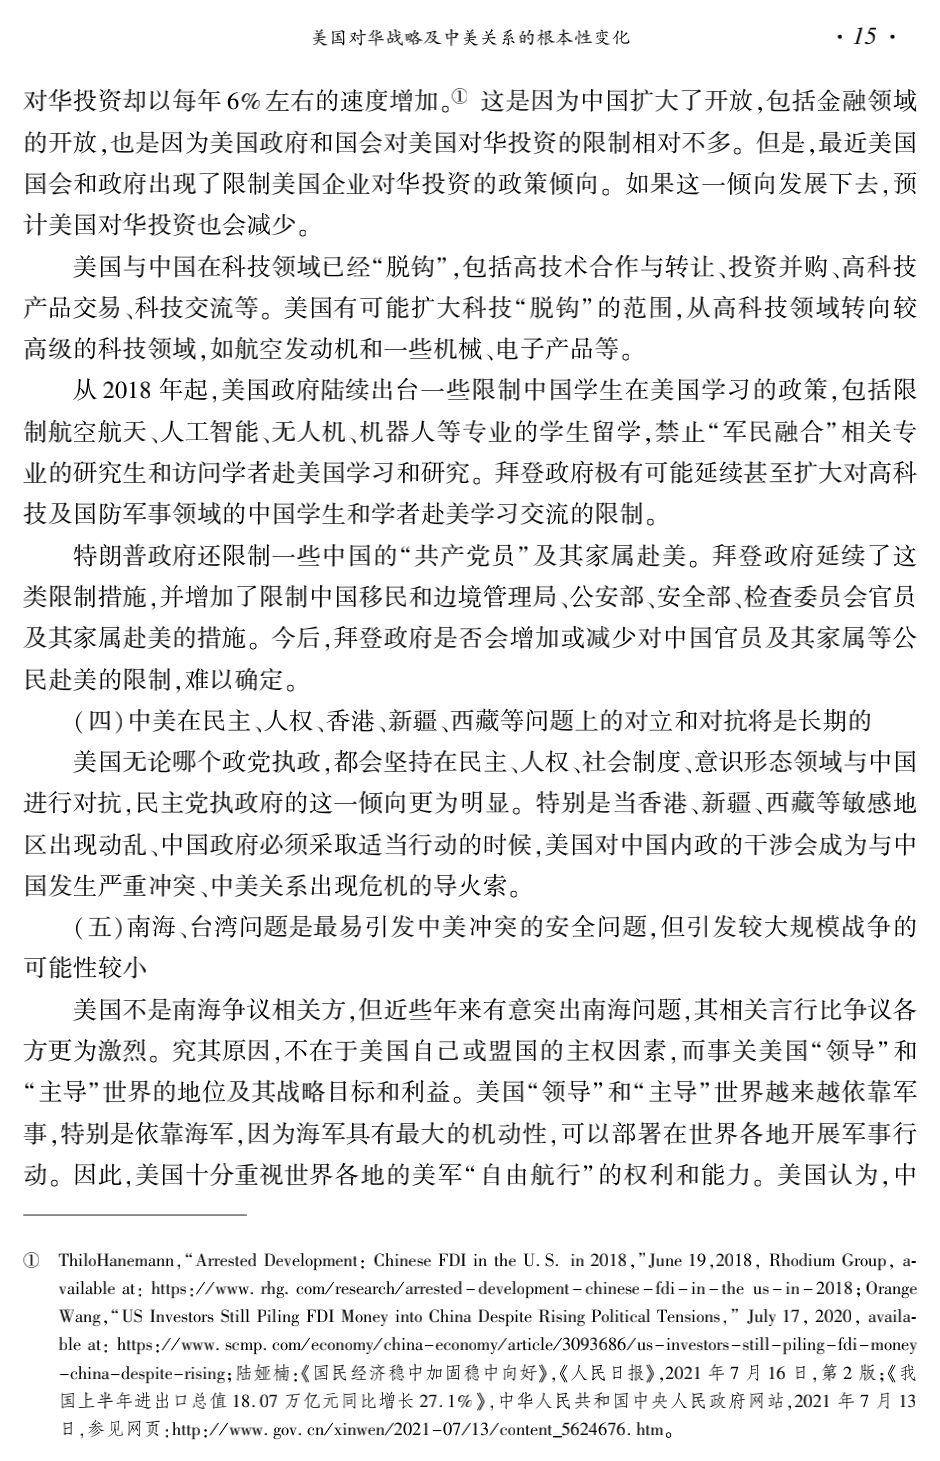 美国对华战略及中美关系的根本性变化 · 15 ·
对华投资却以每年 6%左右的速度增加。① 这是因为中国扩大了开放,包括金融领域
的开放,也是因为美国政府和国会对美国对华投资的限制相对不多。但是,最近美国
国会和政府出现了限制美国企业对华投资的政策倾向。如果这一倾向发展下去,预
计美国对华投资也会减少。
美国与中国在科技领域已经“脱钩”,包括高技术合作与转让、投资并购、高科技
产品交易、科技交流等。美国有可能扩大科技“脱钩”的范围,从高科技领域转向较
高级的科技领域,如航空发动机和一些机械、电子产品等。
从 2018 年起,美国政府陆续出台一些限制中国学生在美国学习的政策,包括限
制航空航天、人工智能、无人机、机器人等专业的学生留学,禁止“军民融合”相关专
业的研究生和访问学者赴美国学习和研究。拜登政府极有可能延续甚至扩大对高科
技及国防军事领域的中国学生和学者赴美学习交流的限制。
特朗普政府还限制一些中国的“共产党员”及其家属赴美。拜登政府延续了这
类限制措施,并增加了限制中国移民和边境管理局、公安部、安全部、检查委员会官员
及其家属赴美的措施。今后,拜登政府是否会增加或减少对中国官员及其家属等公
民赴美的限制,难以确定。
(四)中美在民主、人权、香港、新疆、西藏等问题上的对立和对抗将是长期的
美国无论哪个政党执政,都会坚持在民主、人权、社会制度、意识形态领域与中国
进行对抗,民主党执政府的这一倾向更为明显。特别是当香港、新疆、西藏等敏感地
区出现动乱、中国政府必须采取适当行动的时候,美国对中国内政的干涉会成为与中
国发生严重冲突、中美关系出现危机的导火索。
(五)南海、台湾问题是最易引发中美冲突的安全问题,但引发较大规模战争的
可能性较小
美国不是南海争议相关方,但近些年来有意突出南海问题,其相关言行比争议各
方更为激烈。究其原因,不在于美国自己或盟国的主权因素,而事关美国“领导”和
“主导”世界的地位及其战略目标和利益。美国“领导”和“主导”世界越来越依靠军
事,特别是依靠海军,因为海军具有最大的机动性,可以部署在世界各地开展军事行
动。因此,美国十分重视世界各地的美军“自由航行”的权利和能力。美国认为,中
① ThiloHanemann,“Arrested Development: Chinese FDI in the U. S. in 2018,”June 19,2018, Rhodium Group, a-
vailable at: https://www. rhg. com/research/arrested-development-chinese-fdi-in-the us-in-2018; Orange
Wang,“US Investors Still Piling FDI Money into China Despite Rising Political Tensions,” July 17, 2020, availa-
ble at: https://www. scmp. com/economy/china-economy/article/3093686/us-investors-still-piling-fdi-money
-china-despite-rising;陆娅楠:《国民经济稳中加固稳中向好》,《人民日报》,2021 年 7 月 16 日,第 2 版;《我
国上半年进出口总值 18. 07 万亿元同比增长 27. 1%》,中华人民共和国中央人民政府网站,2021 年 7 月 13
日,参见网页:http://www. gov. cn/xinwen/2021-07/13/content_5624676. htm。